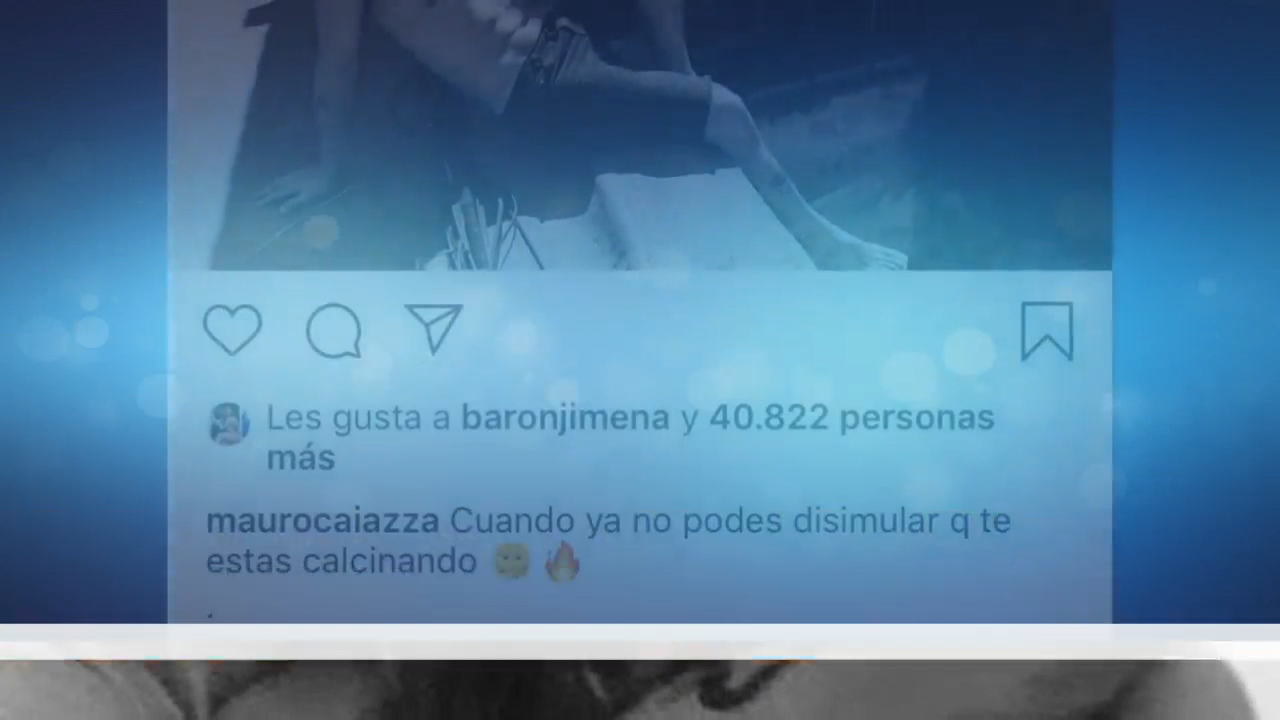 Les gusta a baronjimena y 40.822 personas
más
maurocaiazza Cuando ya no podes disimular q te
estas calcinando
.